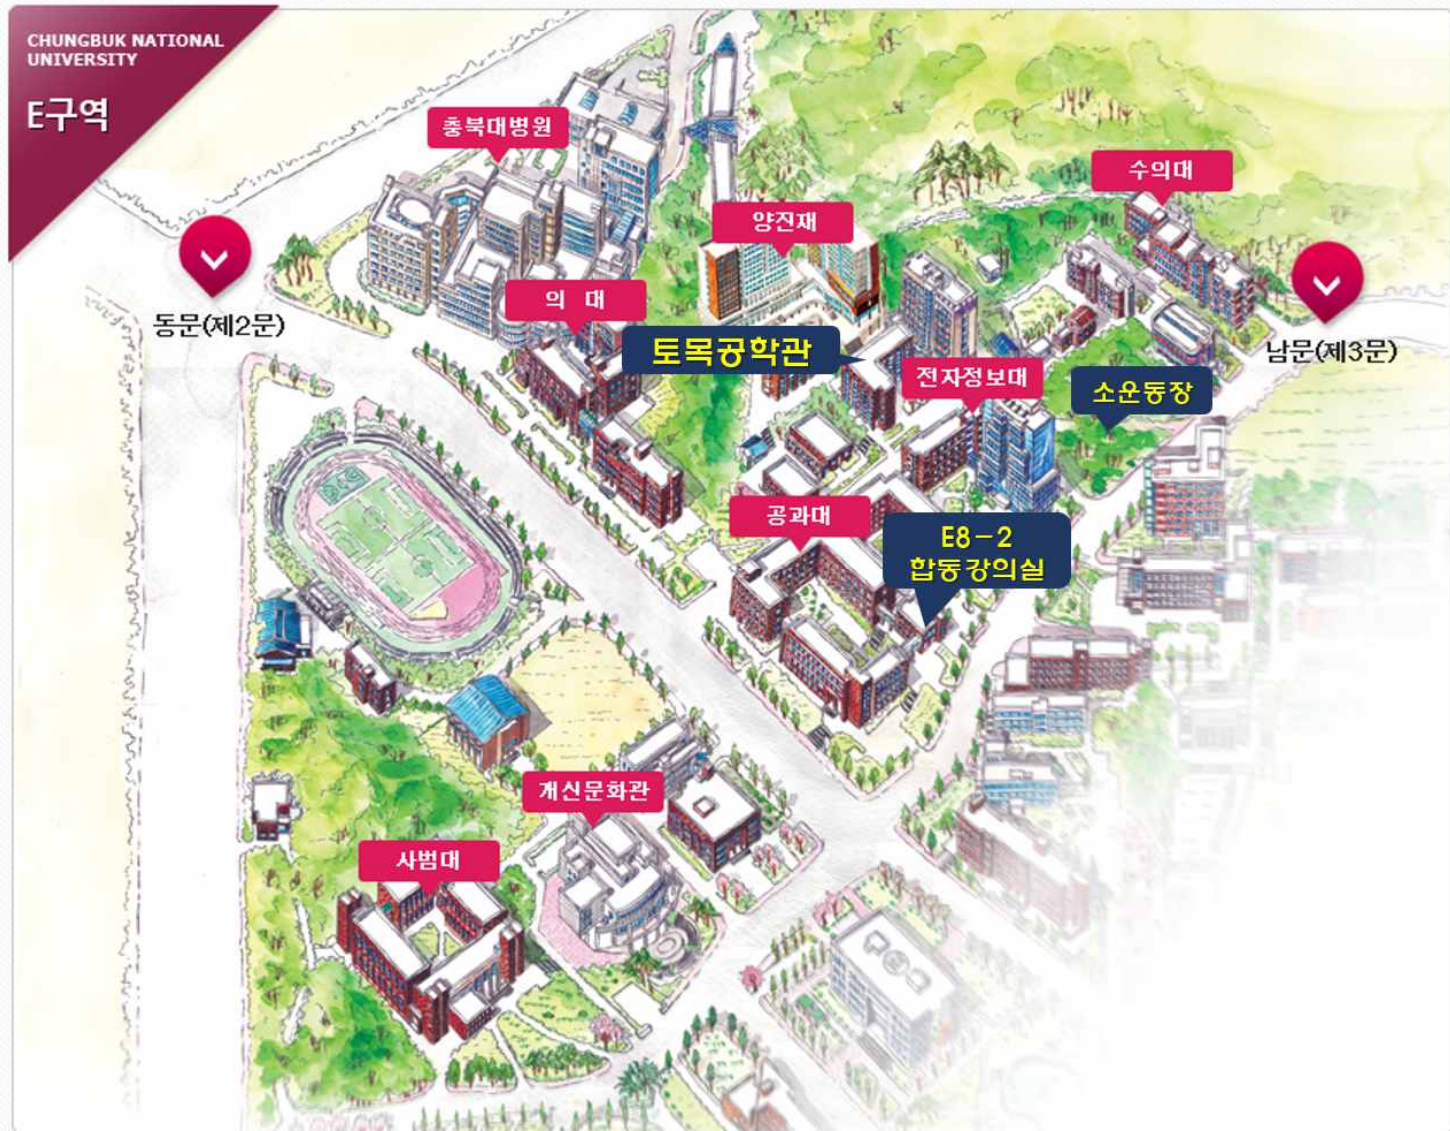 CHUNGBUK NATIONAL
UNIVERSITY
E구역
충북대병원
수의대
양진재
동문(제2문)
의 대
남문(제3문)
토목공학관
전자정보대
소운동장
공과대
E8-2
합동강의실
개신문화관
사범대